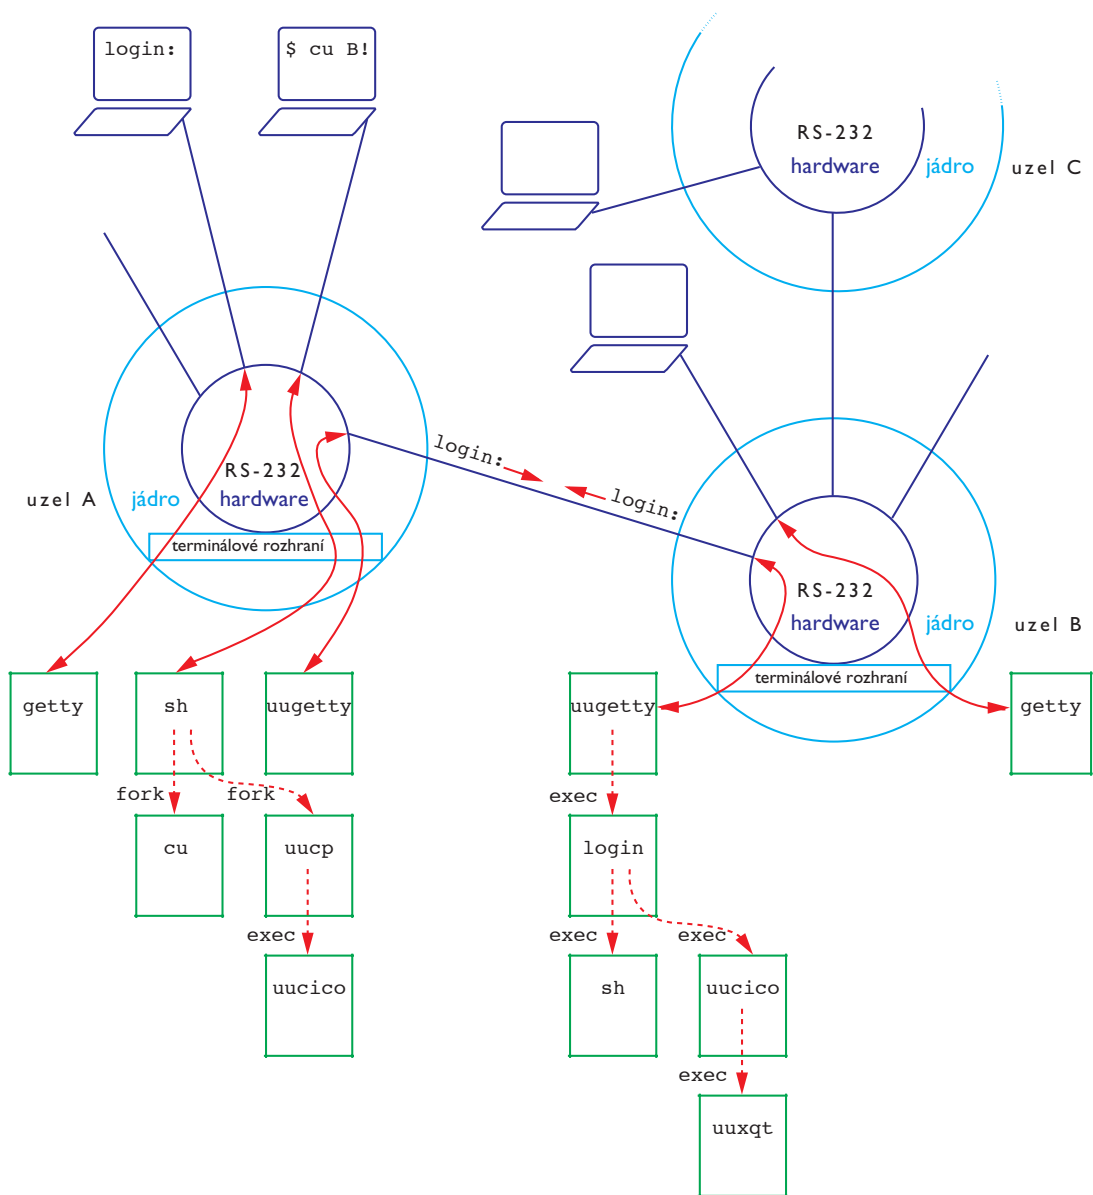 login:
$ cu B!
RS-232
hardware
jádro
uzel C
login:
login:
RS-232
uzel A
jádro
hardware
terminálové rozhraní
RS-232
hardware
jádro
uzel B
terminálové rozhraní
getty
sh
uugetty
uugetty
getty
fork
fork
exec
cu
uucp
login
exec
exec
exec
uucico
sh
uucico
exec
uuxqt